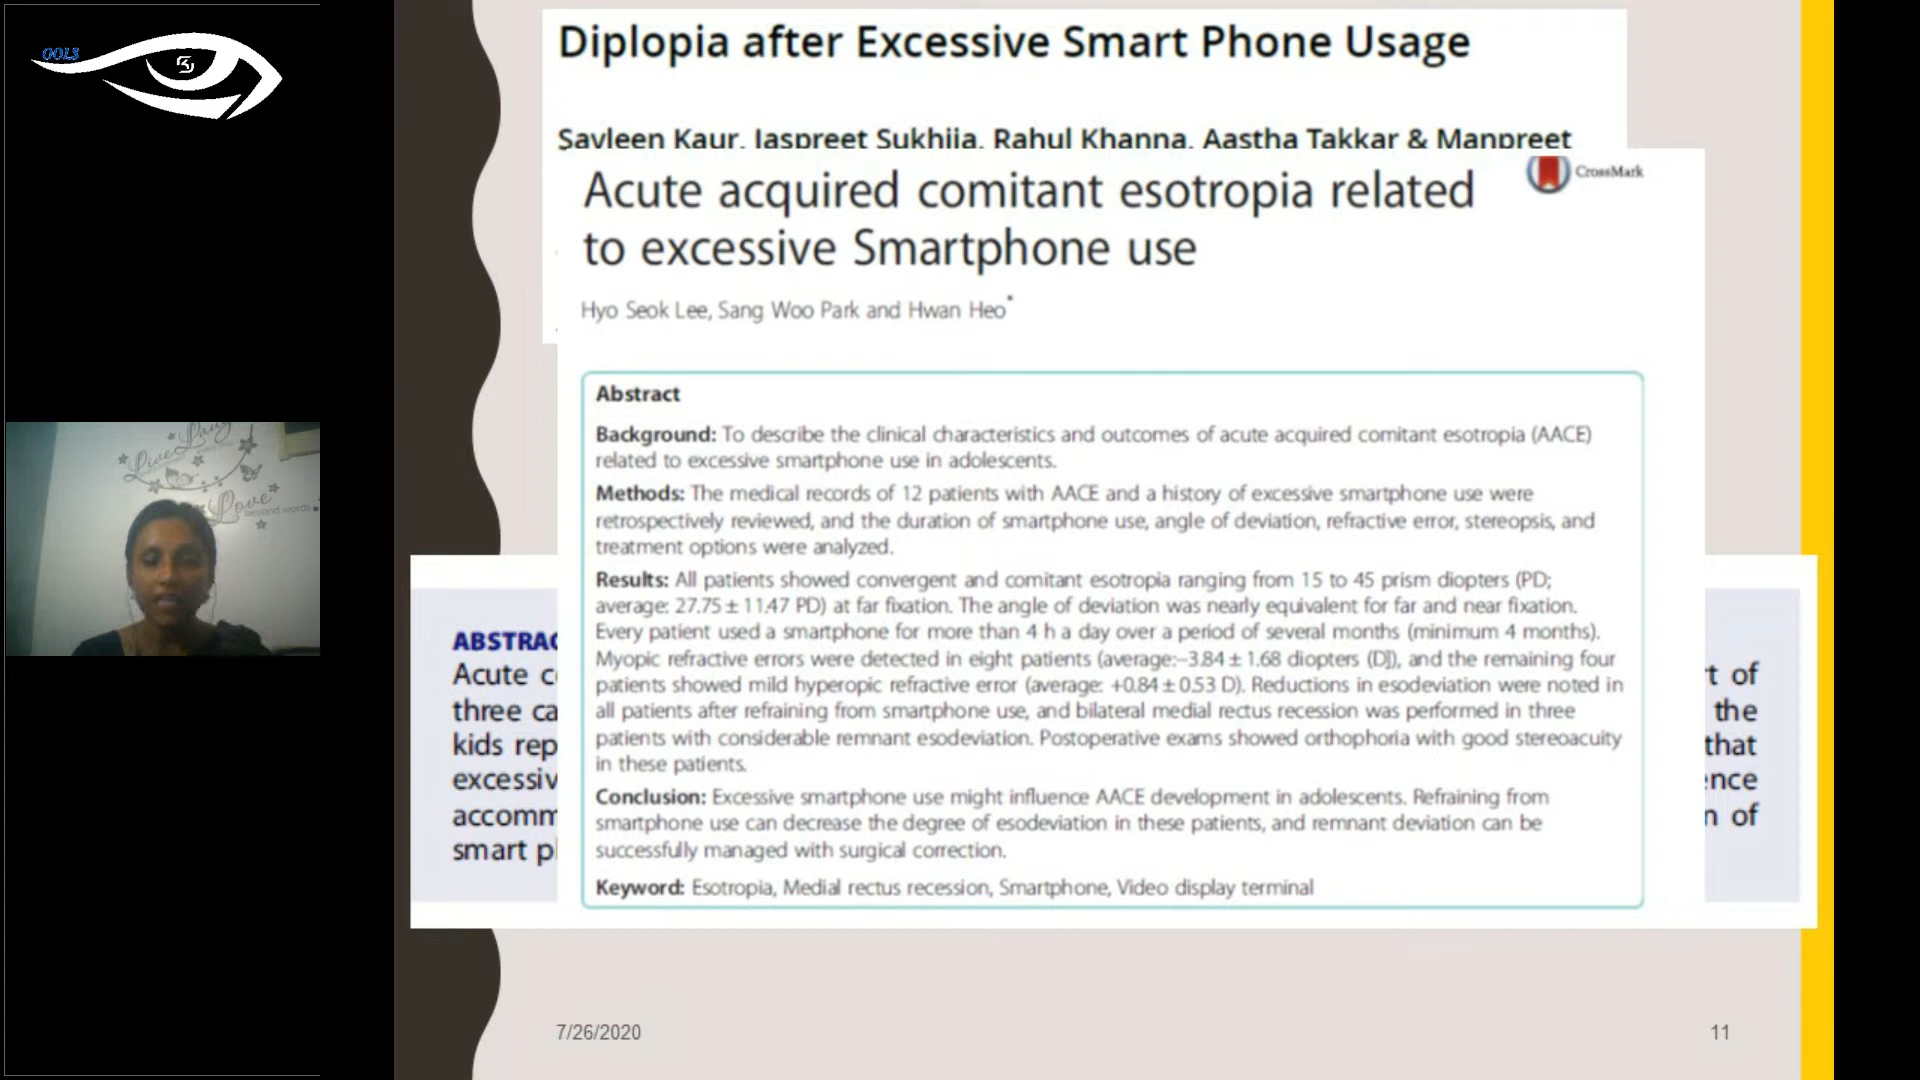 OOLS
Diplopia after Excessive Smart Phone Usage
Savleen Kaur, Jaspreet Sukhija, Rahul Khanna, Aastha Takkar & Manpreet
Acute acquired comitant esotropia related
to excessive Smartphone use
CrossMark
Hyo Seok Lee, Sang Woo Park and Hwan Heo*
Abstract
Background: To describe the clinical characteristics and outcomes of acute acquired comitant esotropia (AACE)
related to excessive smartphone use in adolescents.
Methods: The medical records of 12 patients with AACE and a history of excessive smartphone use were
retrospectively reviewed, and the duration of smartphone use, angle of deviation, refractive error, stereopsis, and
treatment options were analyzed.
Results: All patients showed convergent and comitant esotropia ranging from 15 to 45 prism diopters (PD;
average: 27.75 ± 11.47 PD) at far fixation. The angle of deviation was nearly equivalent for far and near fixation.
Every patient used a smartphone for more than 4 h a day over a period of several months (minimum 4 months).
Myopic refractive errors were detected in eight patients (average:−3.84 ± 1.68 diopters (D)), and the remaining four
patients showed mild hyperopic refractive error (average: +0.84 ± 0.53 D). Reductions in esodeviation were noted in
all patients after refraining from smartphone use, and bilateral medial rectus recession was performed in three
patients with considerable remnant esodeviation. Postoperative exams showed orthophoria with good stereoacuity
in these patients.
Conclusion: Excessive smartphone use might influence AACE development in adolescents. Refraining from
smartphone use can decrease the degree of esodeviation in these patients, and remnant deviation can be
successfully managed with surgical correction.
Keyword: Esotropia, Medial rectus recession, Smartphone, Video display terminal
ABSTRAC
Acute c
three ca
kids rep
excessiv
accomm
smart p
t of
the
that
nce
n of
Live
Laug
Love
beyond words
7/26/2020
11